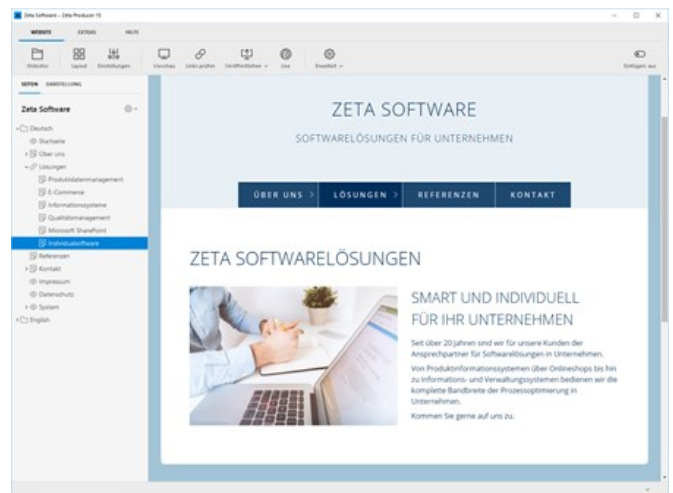 Zeta Software – Zeta Producer 15
WEBSITE EXTRAS HILFE
Websites Layout Einstellungen Vorschau Links prüfen Veröffentlichen Live Erweitert Einfügen: aus
SEITEN DARSTELLUNG
Zeta Software
Deutsch
Startseite
Über uns
Lösungen
Produktdatenmanagement
E-Commerce
Informationssysteme
Qualitätsmanagement
Microsoft SharePoint
Individualsoftware
Referenzen
Kontakt
Impressum
Datenschutz
System
English
ZETA SOFTWARE
SOFTWARELÖSUNGEN FÜR UNTERNEHMEN
ÜBER UNS > LÖSUNGEN > REFERENZEN KONTAKT
ZETA SOFTWARELÖSUNGEN
SMART UND INDIVIDUELL
FÜR IHR UNTERNEHMEN
Seit über 20 Jahren sind wir für unsere Kunden der
Ansprechpartner für Softwarelösungen in Unternehmen.
Von Produktinformationssystemen über Onlineshops bis hin
zu Informations- und Verwaltungssystemen bedienen wir die
komplette Bandbreite der Prozessoptimierung in
Unternehmen.
Kommen Sie gerne auf uns zu.